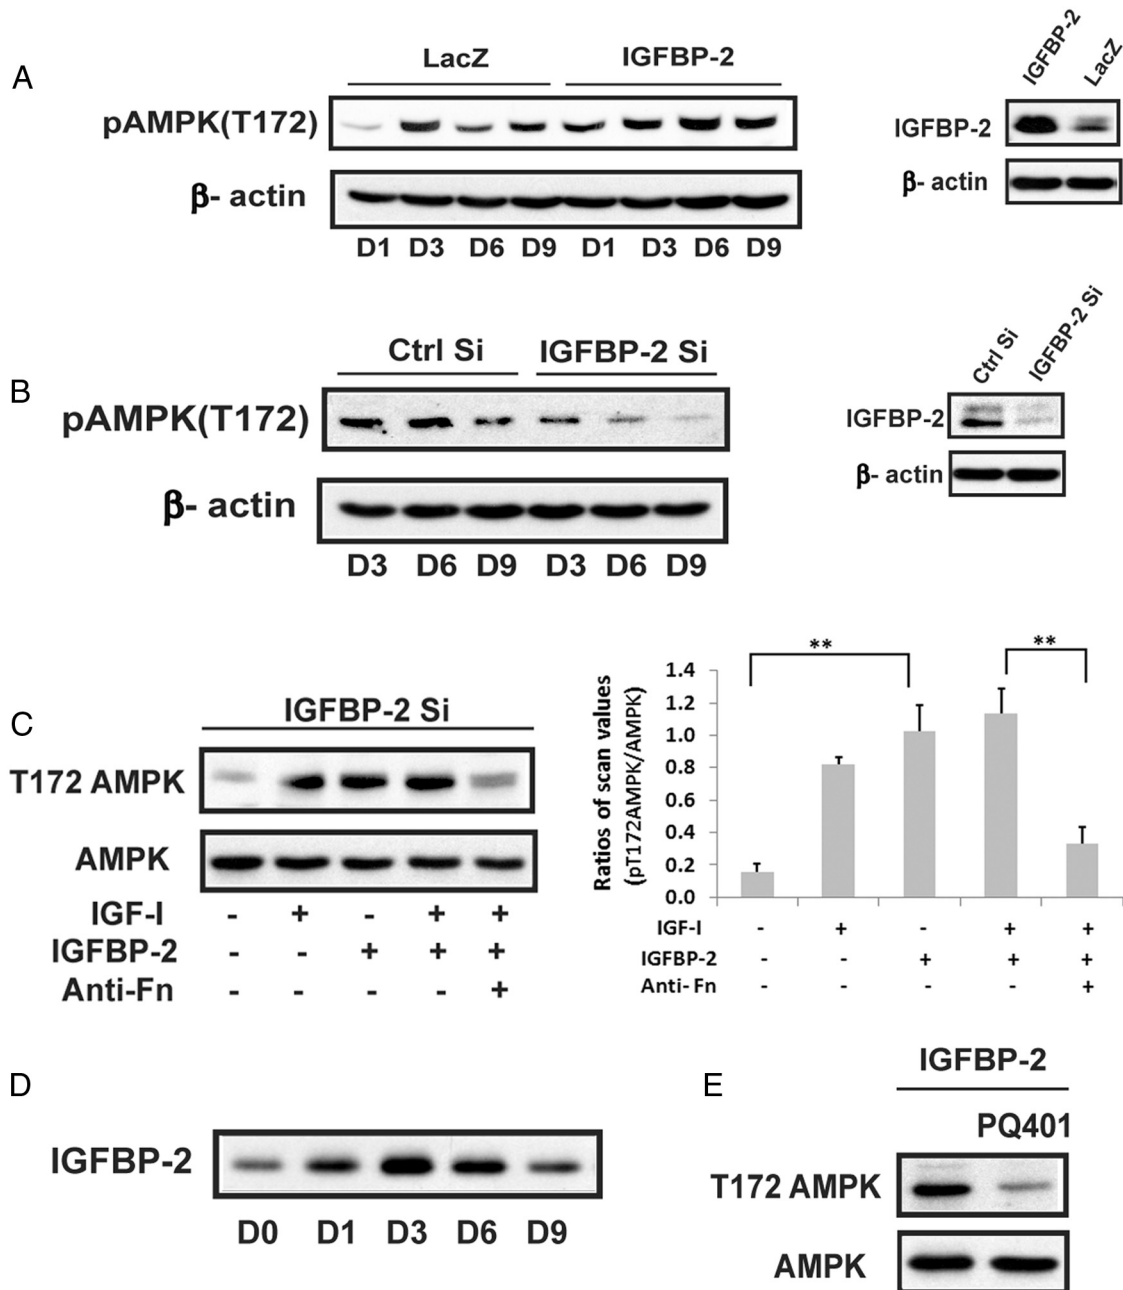 A
LacZ IGFBP-2
pAMPK(T172)
β- actin
D1 D3 D6 D9 D1 D3 D6 D9
IGFBP-2 LacZ
IGFBP-2
β- actin
B
Ctrl Si IGFBP-2 Si
pAMPK(T172)
β- actin
D3 D6 D9 D3 D6 D9
Ctrl Si IGFBP-2 Si
IGFBP-2
β- actin
C
IGFBP-2 Si
T172 AMPK
AMPK
IGF-I - + - + +
IGFBP-2 - - + + +
Anti-Fn - - - - +
Ratios of scan values
(pT172AMPK/AMPK)
** **
1.4
1.2
1.0
0.8
0.6
0.4
0.2
0.0
IGF-I - + - + +
IGFBP-2 - - + + +
Anti- Fn - - - - +
D
IGFBP-2
D0 D1 D3 D6 D9
E
IGFBP-2
PQ401
T172 AMPK
AMPK